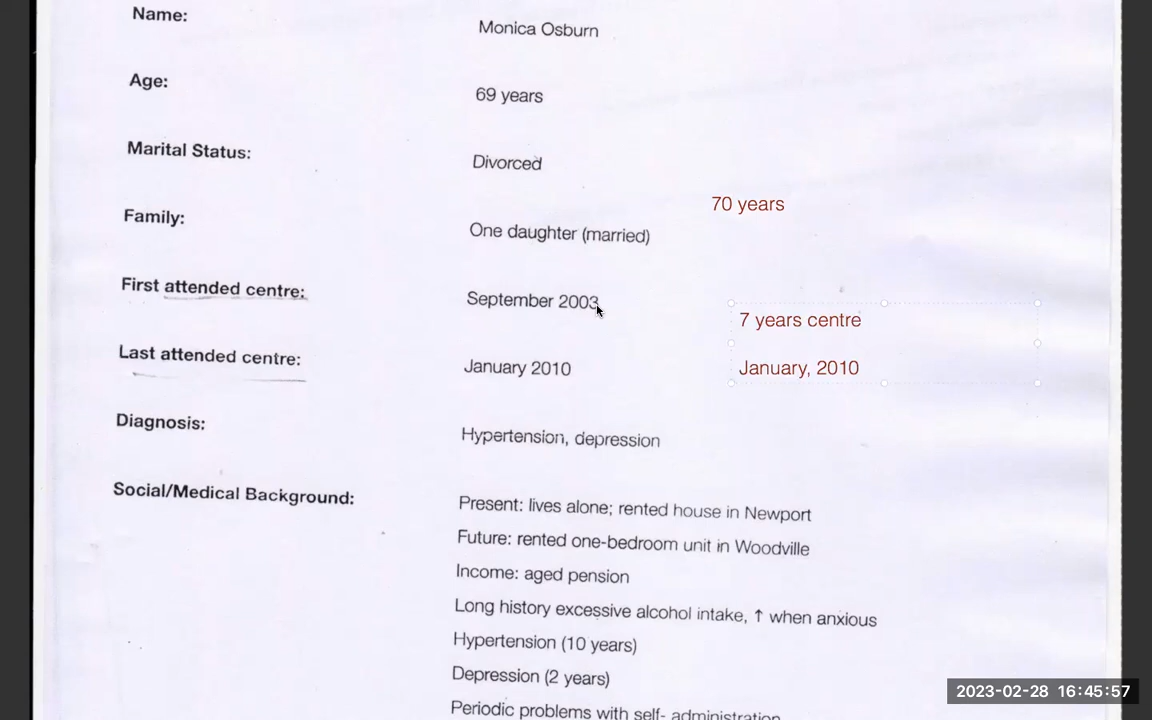 Name: Monica Osburn
Age: 69 years
Marital Status: Divorced
70 years
Family: One daughter (married)
First attended centre: September 2003
7 years centre
Last attended centre: January 2010
January, 2010
Diagnosis: Hypertension, depression
Social/Medical Background: Present: lives alone; rented house in Newport
Future: rented one-bedroom unit in Woodville
Income: aged pension
Long history excessive alcohol intake, ↑ when anxious
Hypertension (10 years)
Depression (2 years)
Periodic problems with self- administration
2023-02-28 16:45:57